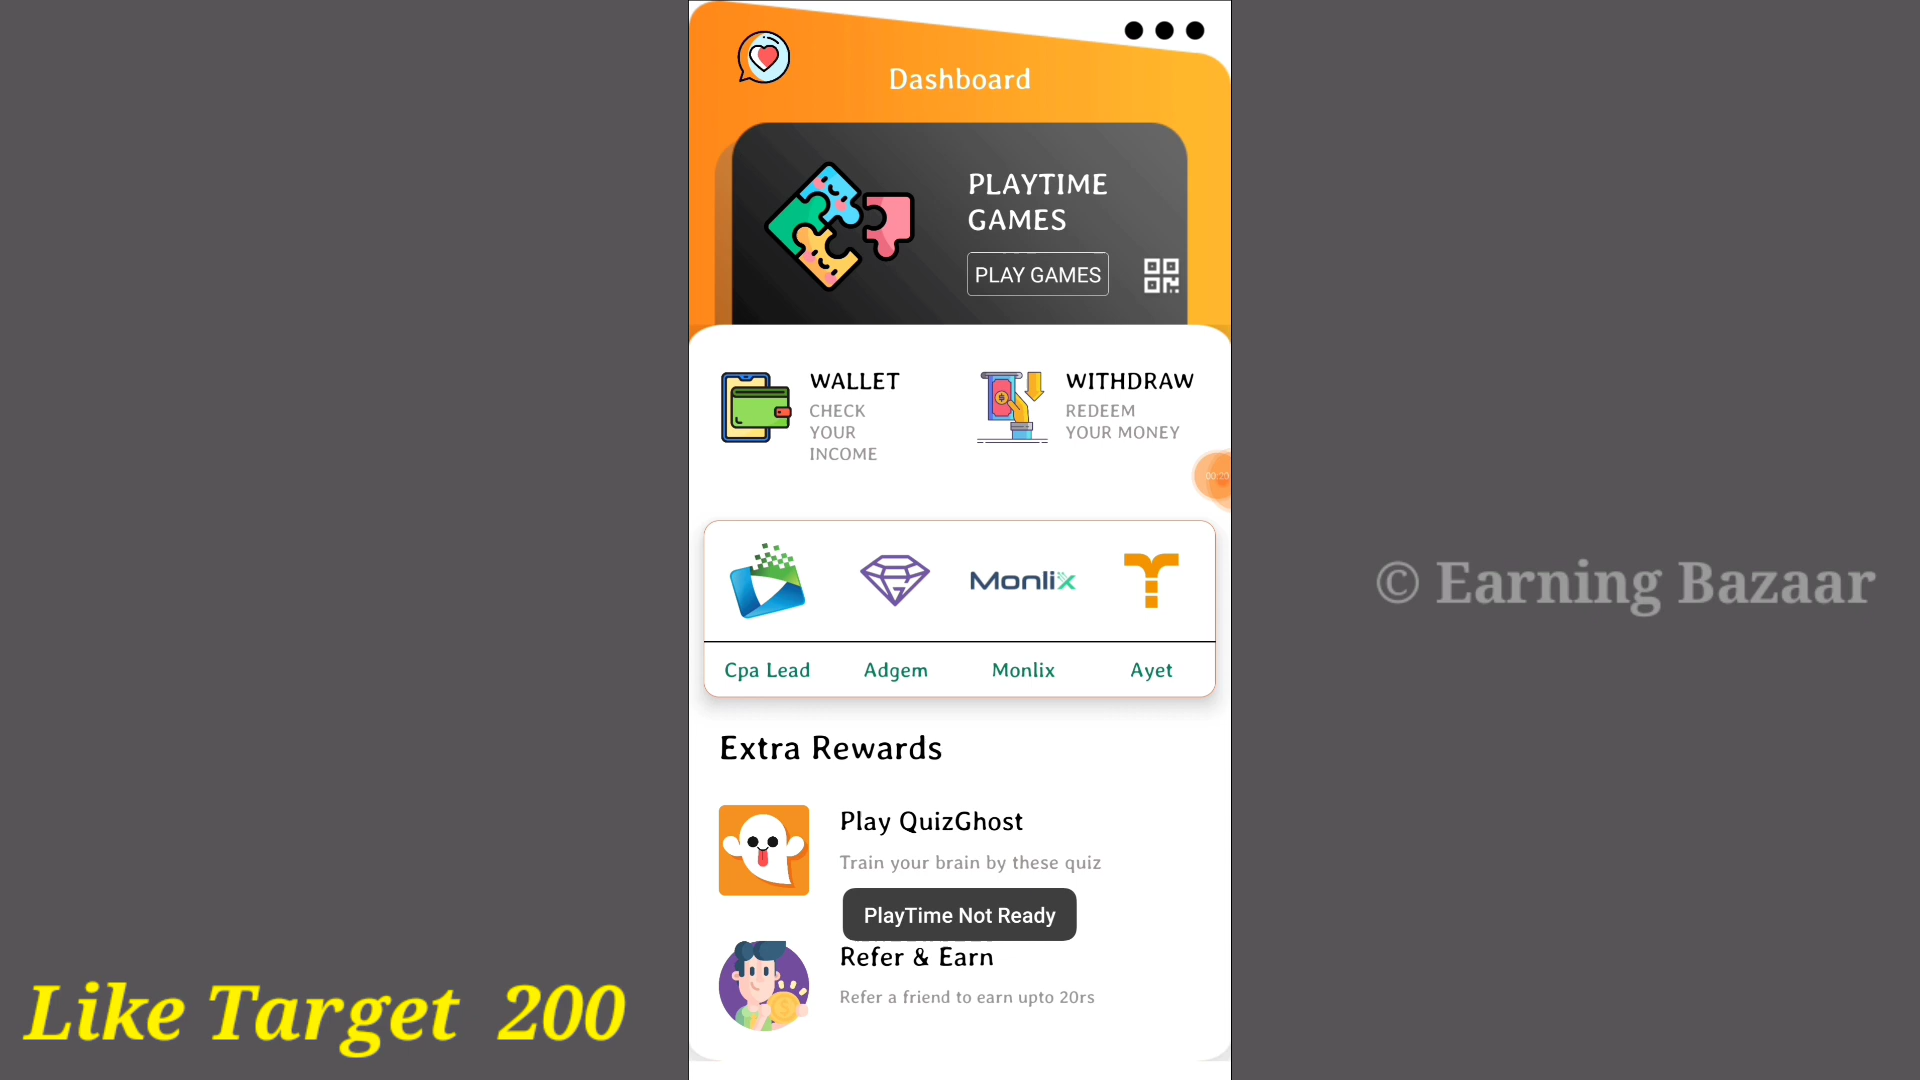 Dashboard
PLAYTIME
GAMES
PLAY GAMES
WALLET
CHECK
YOUR
INCOME
WITHDRAW
REDEEM
YOUR MONEY
00:20
Monlix
Cpa Lead
Adgem
Monlix
Ayet
Extra Rewards
Play QuizGhost
Train your brain by these quiz
PlayTime Not Ready
Refer & Earn
Refer a friend to earn upto 20rs
© Earning Bazaar
Like Target 200